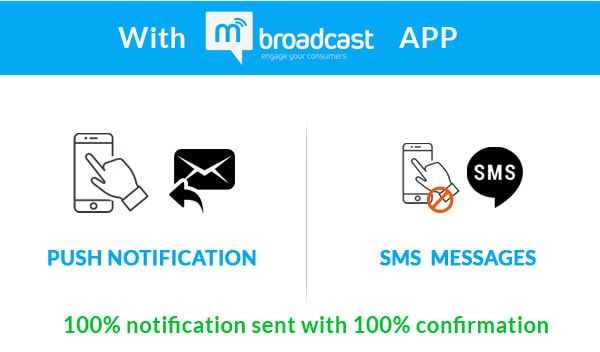 With m broadcast APP
engage your consumers
SMS
PUSH NOTIFICATION
SMS MESSAGES
100% notification sent with 100% confirmation